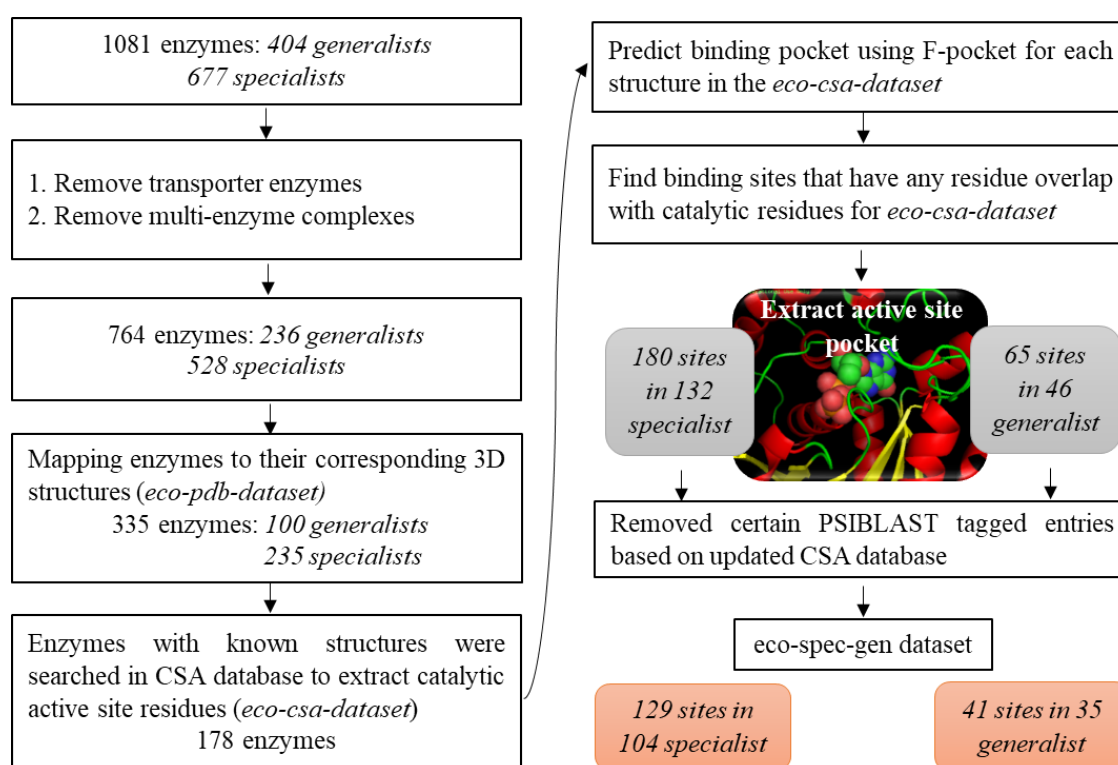 1081 enzymes: 404 generalists
677 specialists
1. Remove transporter enzymes
2. Remove multi-enzyme complexes
764 enzymes: 236 generalists
528 specialists
Mapping enzymes to their corresponding 3D
structures (eco-pdb-dataset)
335 enzymes: 100 generalists
235 specialists
Enzymes with known structures were
searched in CSA database to extract catalytic
active site residues (eco-csa-dataset)
178 enzymes
Predict binding pocket using F-pocket for each
structure in the eco-csa-dataset
Find binding sites that have any residue overlap
with catalytic residues for eco-csa-dataset
Extract active site
pocket
180 sites
in 132
specialist
65 sites
in 46
generalist
Removed certain PSIBLAST tagged entries
based on updated CSA database
eco-spec-gen dataset
129 sites in
104 specialist
41 sites in 35
generalist